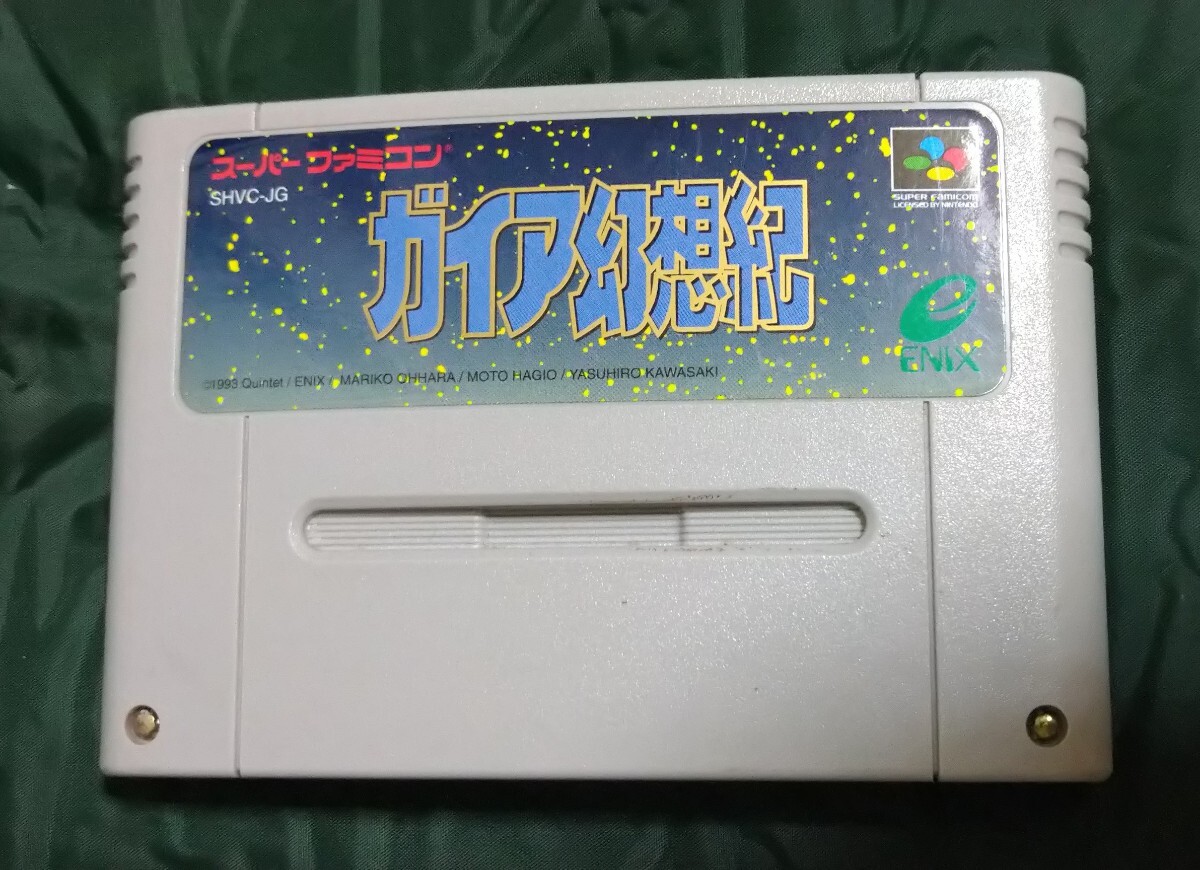 スーパーファミコン®
SHVC-JG
ガイア幻想紀
SUPER FAMICOM
LICENSED BY NINTENDO
ENIX
©1993 Quintet / ENIX / MARIKO OHHARA / MOTO HAGIO / YASUHIRO KAWASAKI